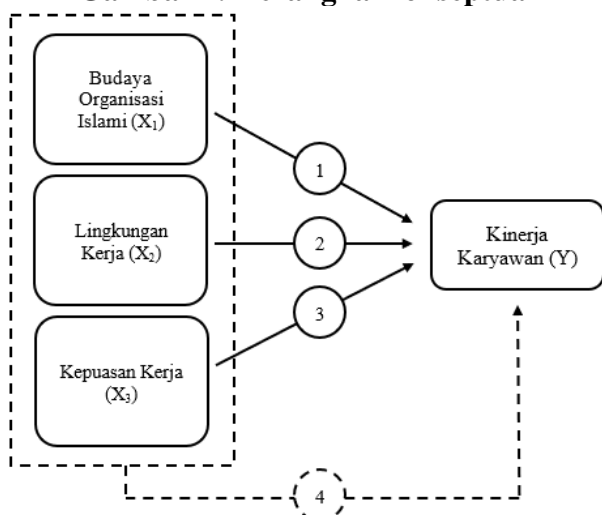 Budaya
Organisasi
Islami (X₁)
1
Lingkungan
Kerja (X₂)
2
Kinerja
Karyawan (Y)
3
Kepuasan Kerja
(X₃)
4